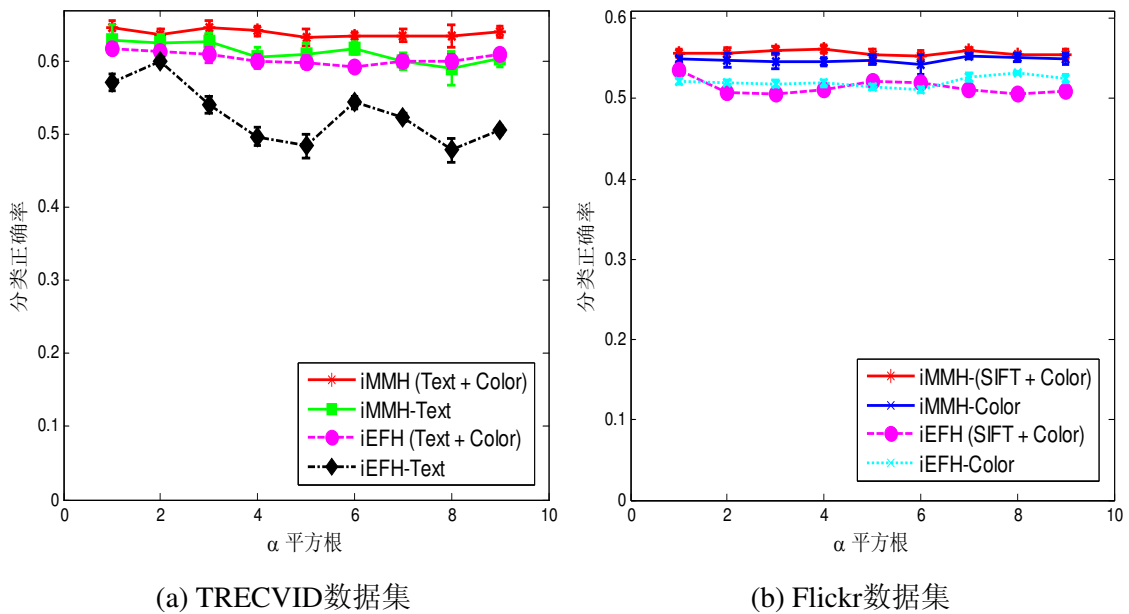 0.6
0.5
0.4
0.3
0.2
0.1
0
0
2
4
6
8
10
分类正确率
α 平方根
iMMH (Text + Color)
iMMH-Text
iEFH (Text + Color)
iEFH-Text
(a) TRECVID数据集
0.6
0.5
0.4
0.3
0.2
0.1
0
0
2
4
6
8
10
分类正确率
α 平方根
iMMH-(SIFT + Color)
iMMH-Color
iEFH (SIFT + Color)
iEFH-Color
(b) Flickr数据集